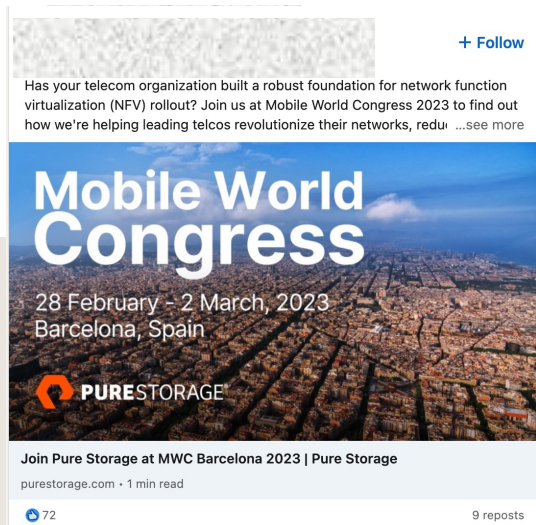 + Follow
Has your telecom organization built a robust foundation for network function
virtualization (NFV) rollout? Join us at Mobile World Congress 2023 to find out
how we're helping leading telcos revolutionize their networks, redu ...see more
Mobile World
Congress
28 February - 2 March, 2023
Barcelona, Spain
PURESTORAGE®
Join Pure Storage at MWC Barcelona 2023 | Pure Storage
purestorage.com • 1 min read
72
9 reposts